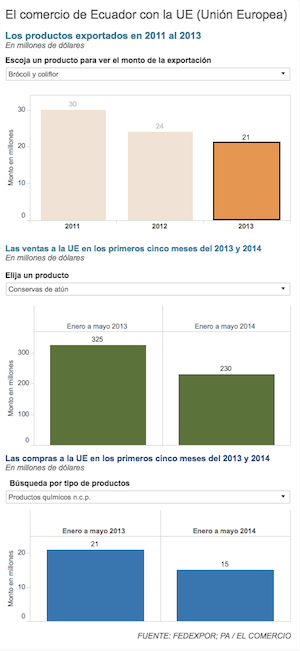 El comercio de Ecuador con la UE (Unión Europea)
Los productos exportados en 2011 al 2013
En millones de dólares
Escoja un producto para ver el monto de la exportación
Brócoli y coliflor
Monto en millones
30
20
10
0
30
24
21
2011 2012 2013
Las ventas a la UE en los primeros cinco meses del 2013 y 2014
En millones de dólares
Elija un producto
Conservas de atún
Enero a mayo 2013 Enero a mayo 2014
Monto en millones
300
200
100
0
325
230
Las compras a la UE en los primeros cinco meses del 2013 y 2014
En millones de dólares
Búsqueda por tipo de productos
Productos químicos n.c.p.
Enero a mayo 2013 Enero a mayo 2014
Monto en millones
20
10
0
21
15
FUENTE: FEDEXPOR; PA / EL COMERCIO